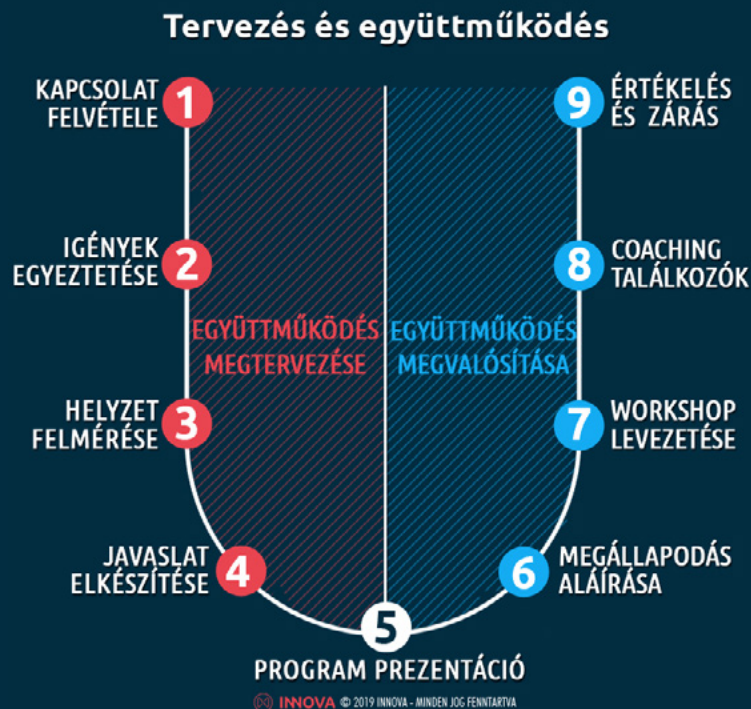 Tervezés és együttműködés
1
KAPCSOLAT
FELVÉTELE
2
IGÉNYEK
EGYEZTETÉSE
3
HELYZET
FELMÉRÉSE
4
JAVASLAT
ELKÉSZÍTÉSE
EGYÜTTMŰKÖDÉS
MEGTERVEZÉSE
5
PROGRAM PREZENTÁCIÓ
EGYÜTTMŰKÖDÉS
MEGVALÓSÍTÁSA
6
MEGÁLLAPODÁS
ALÁÍRÁSA
7
WORKSHOP
LEVEZETÉSE
8
COACHING
TALÁLKOZÓK
9
ÉRTÉKELÉS
ÉS ZÁRÁS
INNOVA © 2019 INNOVA - MINDEN JOG FENNTARTVA